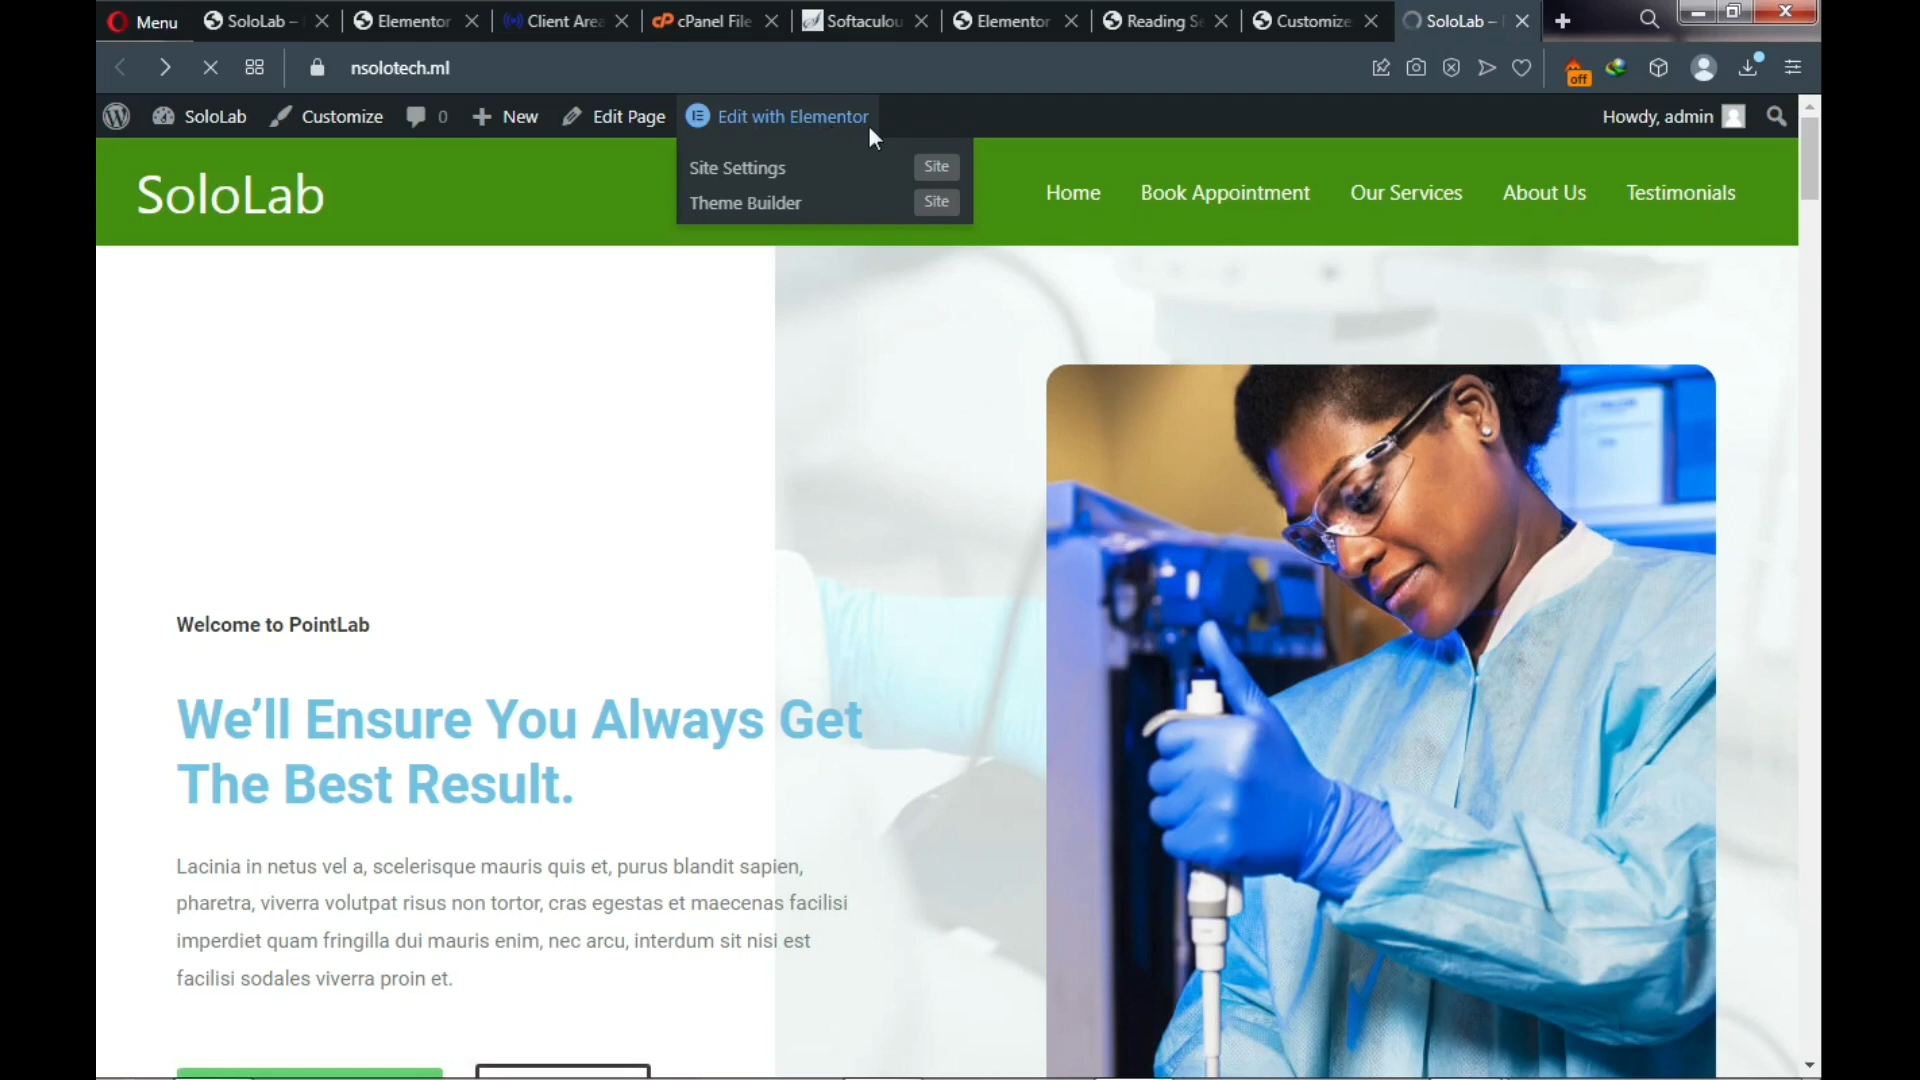 Menu
SoloLab –
Elementor
Client Area
cPanel File
Softaculou
Elementor
Reading Se
Customize
SoloLab –
nsolotech.ml
off
SoloLab
Customize
0
New
Edit Page
Edit with Elementor
Howdy, admin
Site Settings
Site
Theme Builder
Site
SoloLab
Home
Book Appointment
Our Services
About Us
Testimonials
Welcome to PointLab
We’ll Ensure You Always Get
The Best Result.
Lacinia in netus vel a, scelerisque mauris quis et, purus blandit sapien,
pharetra, viverra volutpat risus non tortor, cras egestas et maecenas facilisi
imperdiet quam fringilla dui mauris enim, nec arcu, interdum sit nisi est
facilisi sodales viverra proin et.